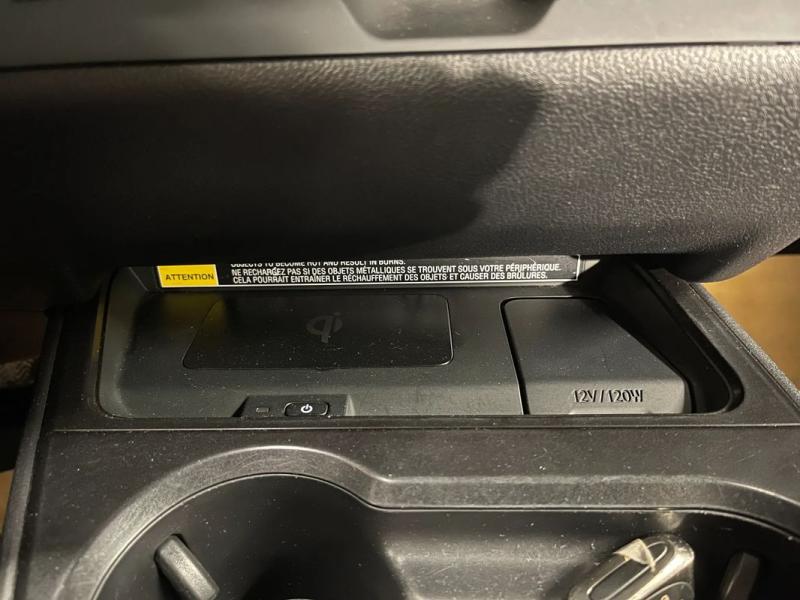 OBJECTS TO BECOME HOT AND RESULT IN BURNS.
ATTENTION
NE RECHARGEZ PAS SI DES OBJETS MÉTALLIQUES SE TROUVENT SOUS VOTRE PÉRIPHÉRIQUE.
CELA POURRAIT ENTRAÎNER LE RÉCHAUFFEMENT DES OBJETS ET CAUSER DES BRÛLURES.
qi
12V/120W